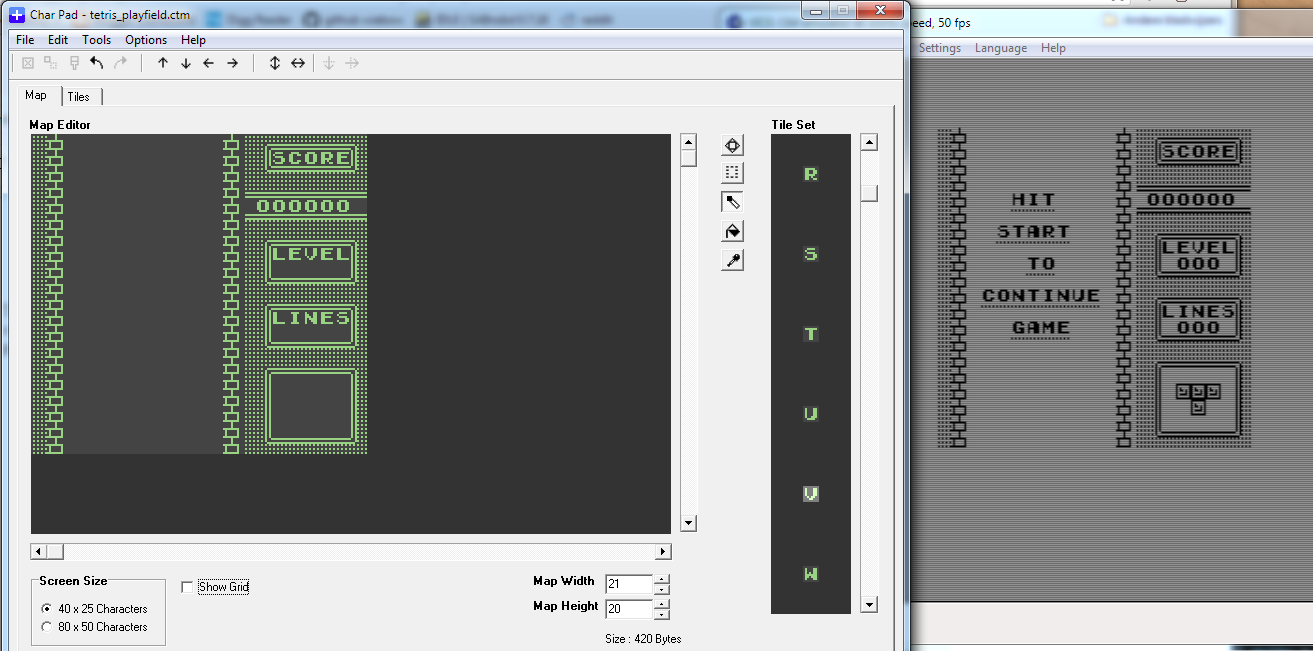 Char Pad - tetris_playfield.ctm
File Edit Tools Options Help
Map Tiles
Map Editor
SCORE
000000
LEVEL
LINES
Tile Set
R
S
T
U
V
W
Screen Size
40 x 25 Characters
80 x 50 Characters
Show Grid
Map Width 21
Map Height 20
Size : 420 Bytes
eed, 50 fps
Settings Language Help
HIT
START
TO
CONTINUE
GAME
SCORE
000000
LEVEL
000
LINES
000